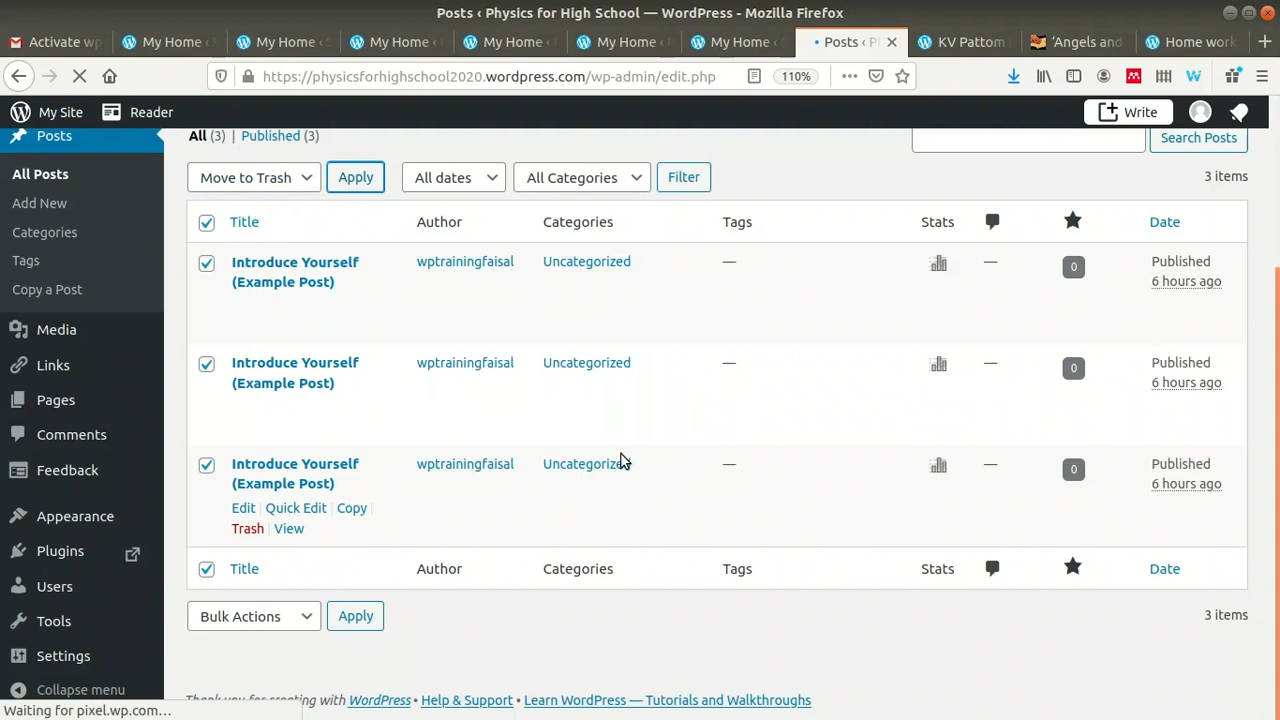 Posts ‹ Physics for High School — WordPress - Mozilla Firefox
Activate wp
My Home ‹
My Home ‹
My Home ‹
My Home ‹
My Home ‹
My Home ‹
Posts ‹ P
KV Pattom
‘Angels and
Home work
https://physicsforhighschool2020.wordpress.com/wp-admin/edit.php
110%
My Site
Reader
Write
Posts
All Posts
Add New
Categories
Tags
Copy a Post
Media
Links
Pages
Comments
Feedback
Appearance
Plugins
Users
Tools
Settings
Collapse menu
All (3) | Published (3)
Search Posts
Move to Trash
Apply
All dates
All Categories
Filter
3 items
Title Author Categories Tags Stats Date
Introduce Yourself wptrainingfaisal Uncategorized — — 0 Published
(Example Post) 6 hours ago
Introduce Yourself wptrainingfaisal Uncategorized — — 0 Published
(Example Post) 6 hours ago
Introduce Yourself wptrainingfaisal Uncategorized — — 0 Published
(Example Post) 6 hours ago
Edit | Quick Edit | Copy |
Trash | View
Title Author Categories Tags Stats Date
Bulk Actions
Apply
3 items
Thank you for creating with WordPress • Help & Support • Learn WordPress — Tutorials and Walkthroughs
Waiting for pixel.wp.com…